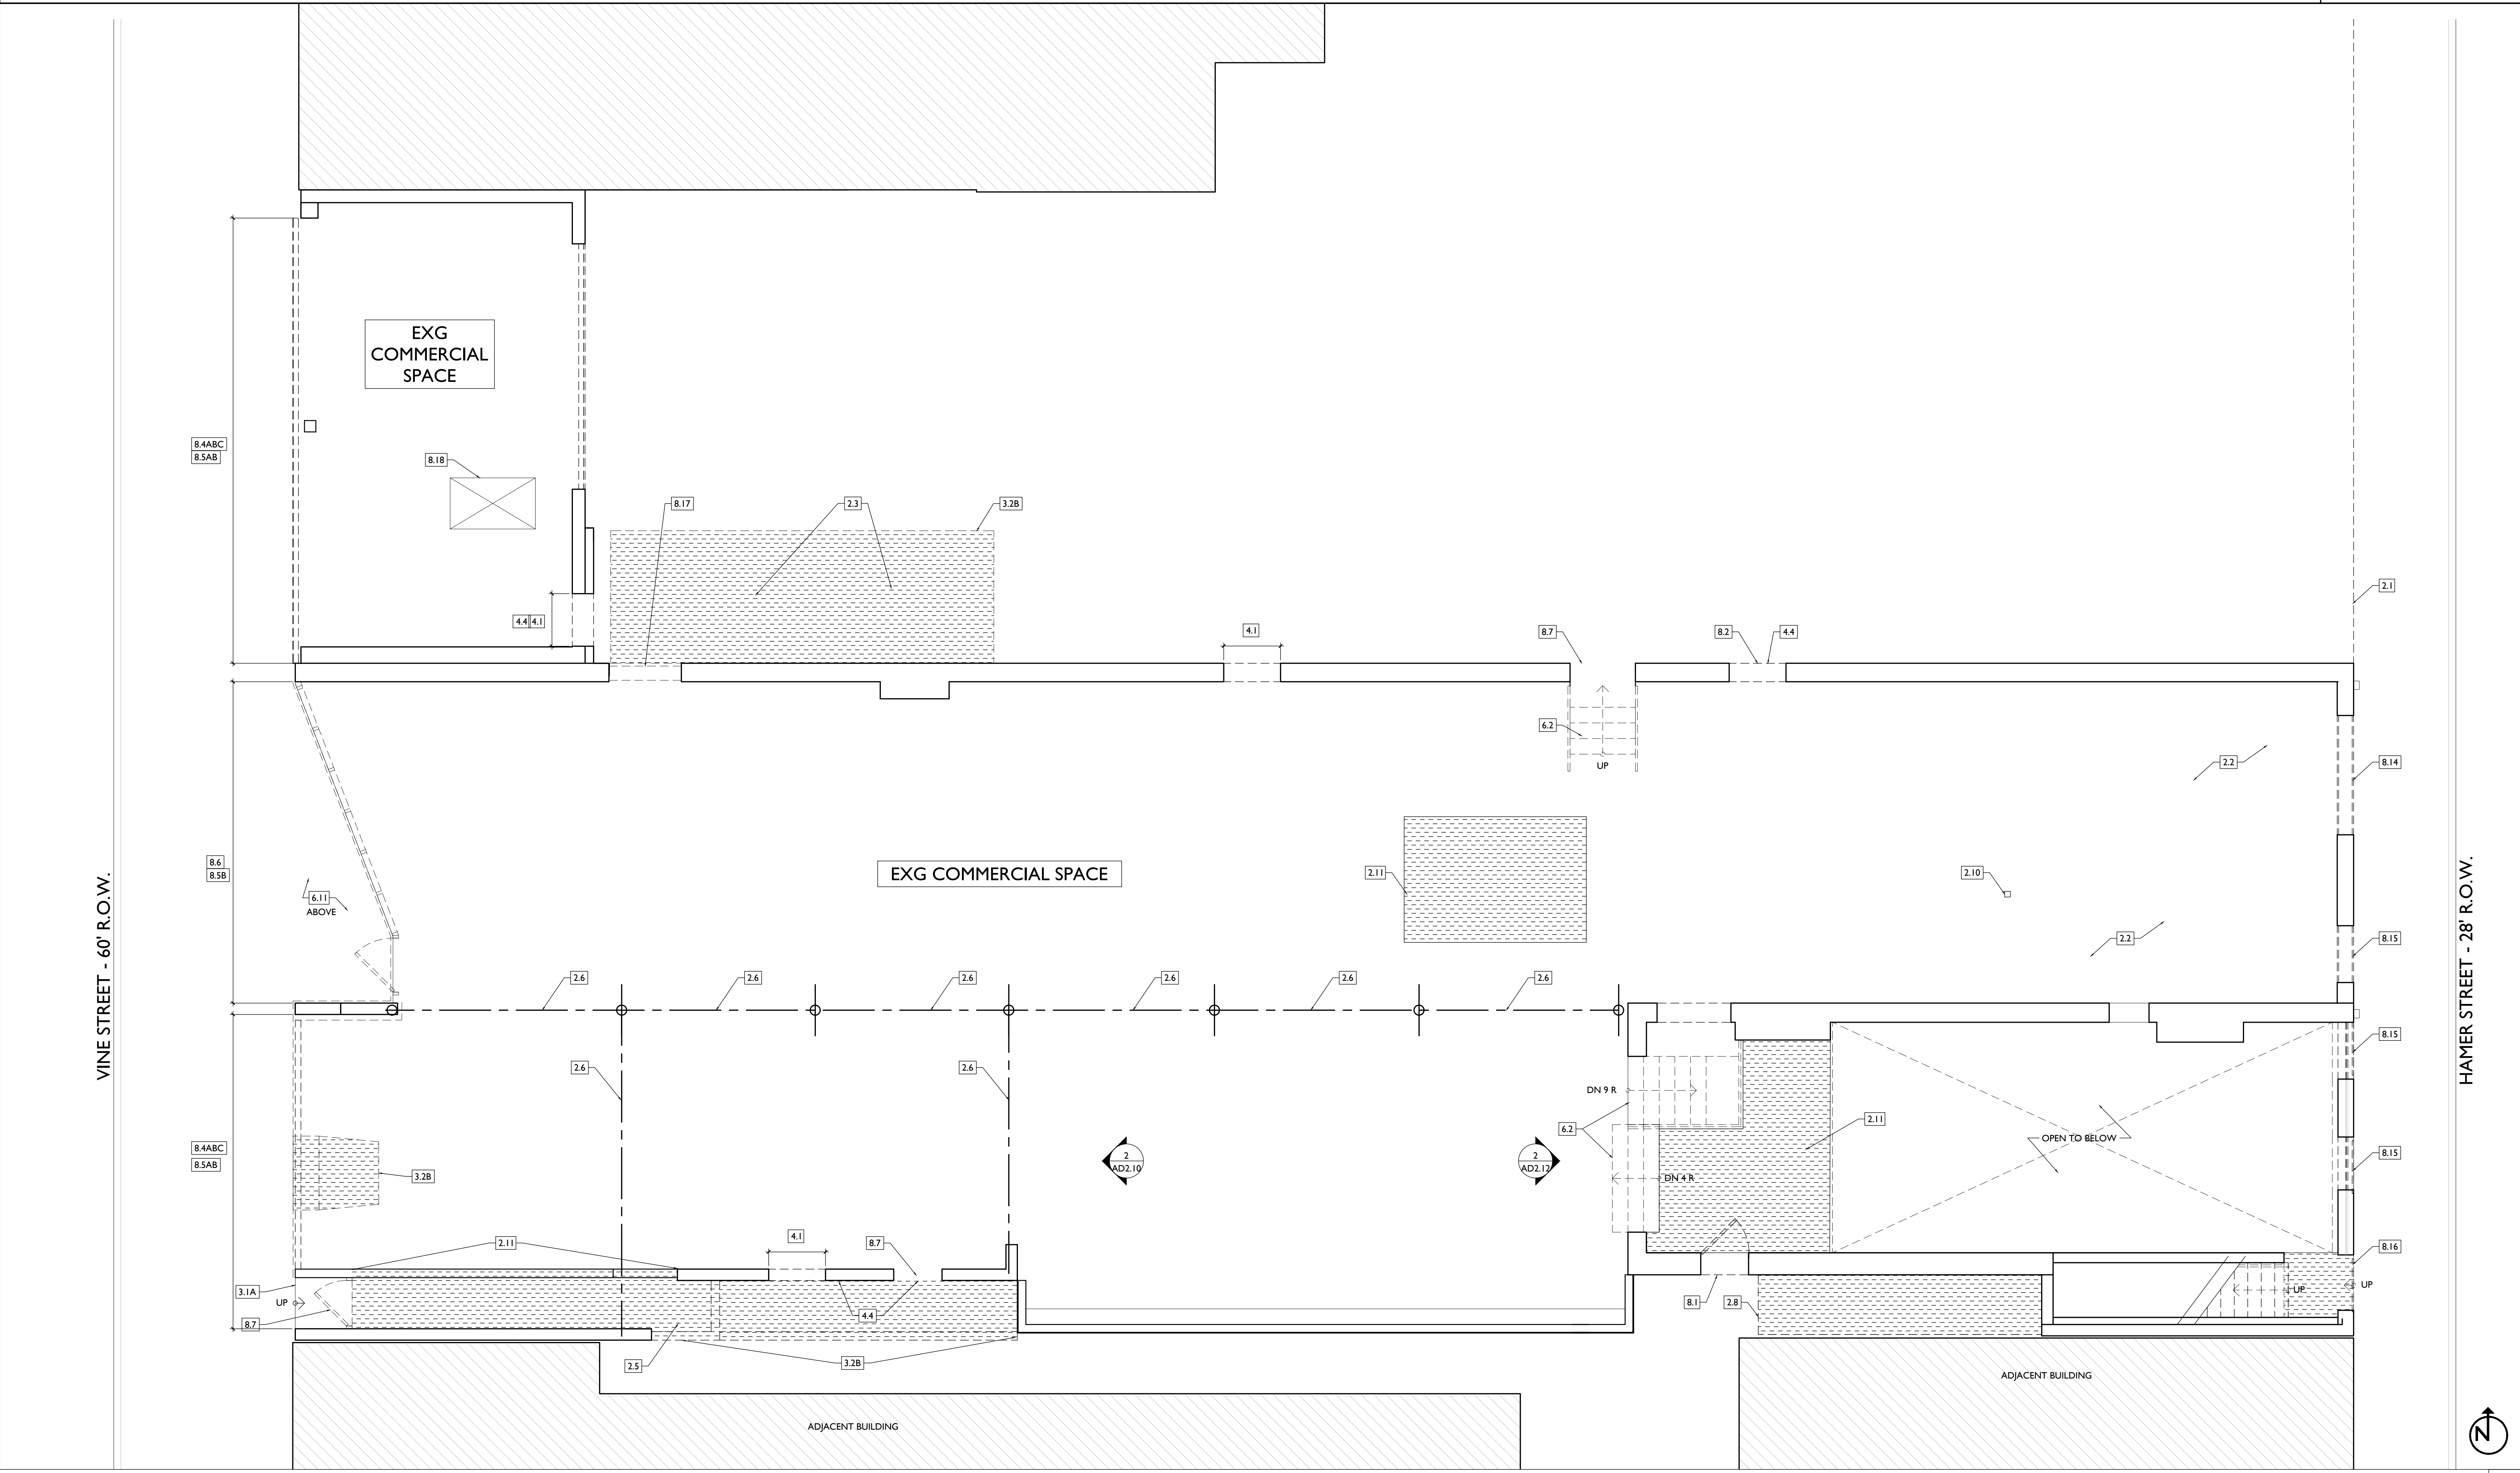 EXG
COMMERCIAL
SPACE
8.4ABC
8.5AB
8.18
8.17
2.3
3.2B
2.1
4.4
4.1
4.1
8.7
8.2
4.4
6.2
UP
2.2
8.14
8.6
8.5B
EXG COMMERCIAL SPACE
2.11
2.10
6.11
ABOVE
2.2
8.15
VINE STREET - 60' R.O.W.
HAMER STREET - 28' R.O.W.
2.6
2.6
2.6
2.6
2.6
2.6
8.15
2.6
2.6
DN 9 R
2.11
6.2
OPEN TO BELOW
8.4ABC
8.5AB
2
AD2.10
2
AD2.12
8.15
3.2B
DN 4 R
2.11
4.1
8.7
8.16
3.1A
UP
UP
UP
8.7
4.4
8.1
2.8
2.5
3.2B
ADJACENT BUILDING
ADJACENT BUILDING
N